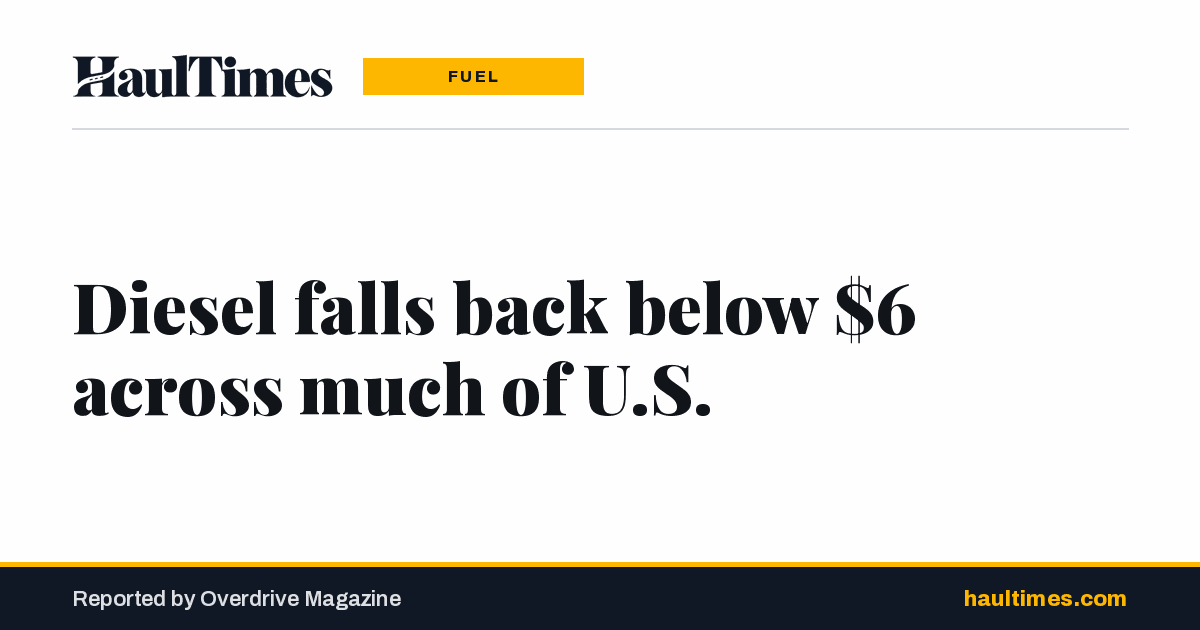 HaulTimes
FUEL
Diesel falls back below $6
across much of U.S.
Reported by Overdrive Magazine
haultimes.com